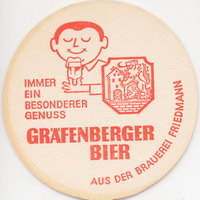 IMMER
EIN
BESONDERER
GENUSS
GRÄFENBERGER
BIER
AUS DER BRAUEREI FRIEDMANN